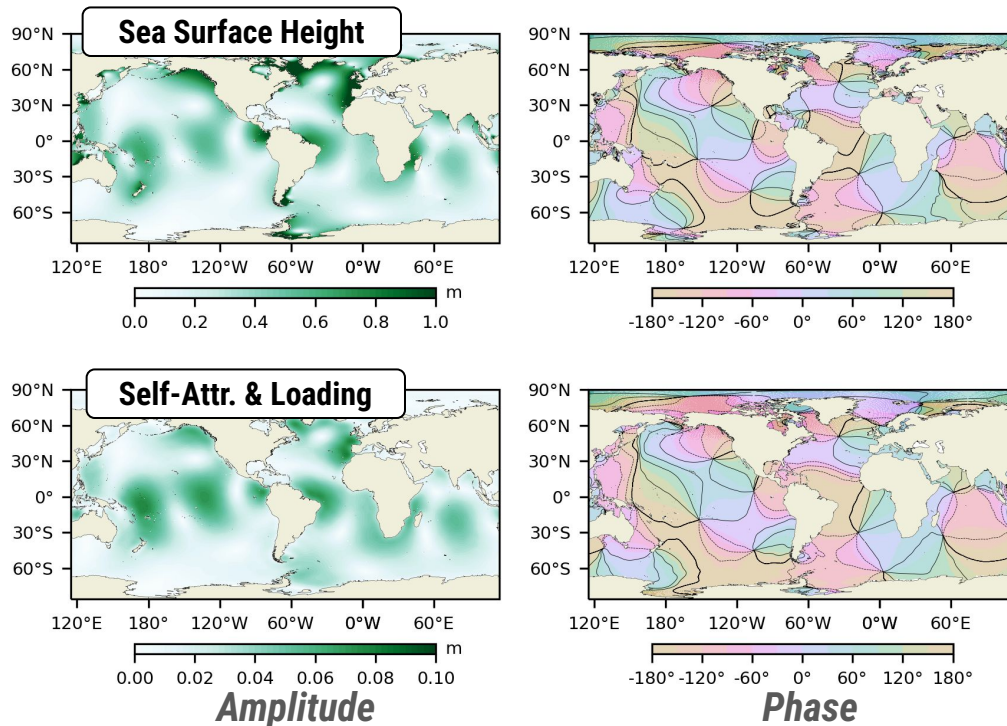 Sea Surface Height
90°N
60°N
30°N
0°
30°S
60°S
120°E 180° 120°W 60°W 0°W 60°E
m
0.0 0.2 0.4 0.6 0.8 1.0
90°N
60°N
30°N
0°
30°S
60°S
120°E 180° 120°W 60°W 0°W 60°E
-180° -120° -60° 0° 60° 120° 180°
Self-Attr. & Loading
90°N
60°N
30°N
0°
30°S
60°S
120°E 180° 120°W 60°W 0°W 60°E
m
0.00 0.02 0.04 0.06 0.08 0.10
Amplitude
90°N
60°N
30°N
0°
30°S
60°S
120°E 180° 120°W 60°W 0°W 60°E
-180° -120° -60° 0° 60° 120° 180°
Phase